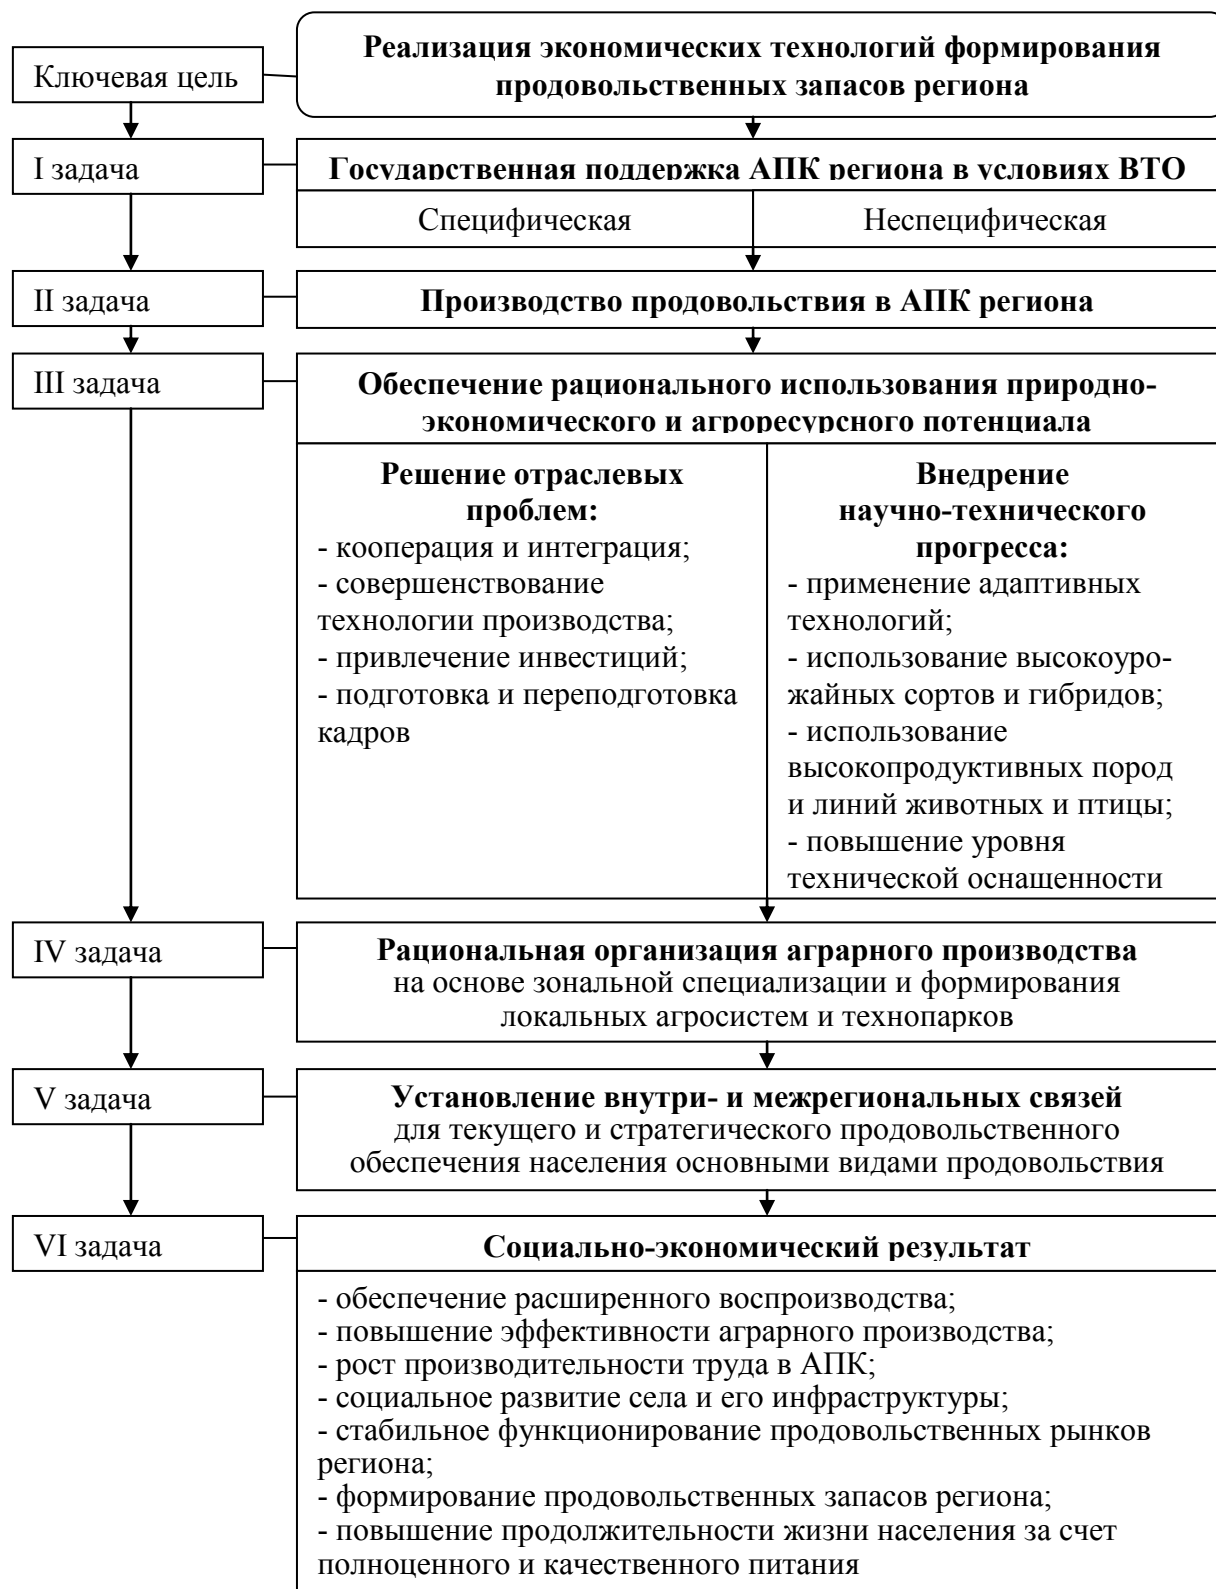 Ключевая цель
Реализация экономических технологий формирования
продовольственных запасов региона
I задача
Государственная поддержка АПК региона в условиях ВТО
Специфическая
Неспецифическая
II задача
Производство продовольствия в АПК региона
III задача
Обеспечение рационального использования природно-
экономического и агроресурсного потенциала
Решение отраслевых
проблем:
- кооперация и интеграция;
- совершенствование
технологии производства;
- привлечение инвестиций;
- подготовка и переподготовка
кадров
Внедрение
научно-технического
прогресса:
- применение адаптивных
технологий;
- использование высокоуро-
жайных сортов и гибридов;
- использование
высокопродуктивных пород
и линий животных и птицы;
- повышение уровня
технической оснащенности
IV задача
Рациональная организация аграрного производства
на основе зональной специализации и формирования
локальных агросистем и технопарков
V задача
Установление внутри- и межрегиональных связей
для текущего и стратегического продовольственного
обеспечения населения основными видами продовольствия
VI задача
Социально-экономический результат
- обеспечение расширенного воспроизводства;
- повышение эффективности аграрного производства;
- рост производительности труда в АПК;
- социальное развитие села и его инфраструктуры;
- стабильное функционирование продовольственных рынков
региона;
- формирование продовольственных запасов региона;
- повышение продолжительности жизни населения за счет
полноценного и качественного питания